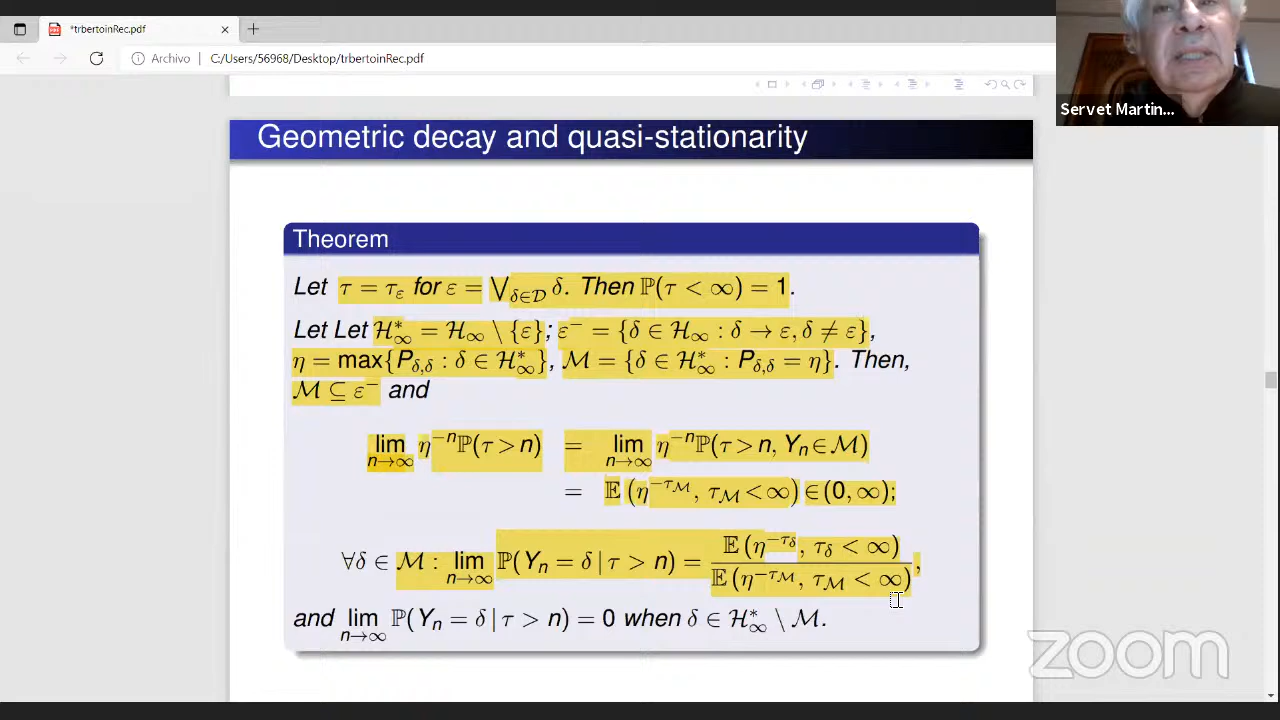 *trbertoinRec.pdf
Archivo | C:/Users/56968/Desktop/trbertoinRec.pdf
Servet Martin...
Geometric decay and quasi-stationarity
Theorem
Let τ = τ_ε for ε = ⋁_{δ∈𝒟} δ. Then ℙ(τ < ∞) = 1.
Let Let ℋ*_∞ = ℋ_∞ \ {ε}; ε⁻ = {δ ∈ ℋ_∞ : δ → ε, δ ≠ ε},
η = max{P_{δ,δ} : δ ∈ ℋ*_∞}, ℳ = {δ ∈ ℋ*_∞ : P_{δ,δ} = η}. Then,
ℳ ⊆ ε⁻ and
lim_{n→∞} η^{-n}ℙ(τ > n) = lim_{n→∞} η^{-n}ℙ(τ > n, Y_n ∈ ℳ)
= 𝔼 (η^{-τ_ℳ}, τ_ℳ < ∞) ∈ (0, ∞);
∀δ ∈ ℳ : lim_{n→∞} ℙ(Y_n = δ | τ > n) = 𝔼 (η^{-τ_δ}, τ_δ < ∞) / 𝔼 (η^{-τ_ℳ}, τ_ℳ < ∞),
and lim_{n→∞} ℙ(Y_n = δ | τ > n) = 0 when δ ∈ ℋ*_∞ \ ℳ.
zoom